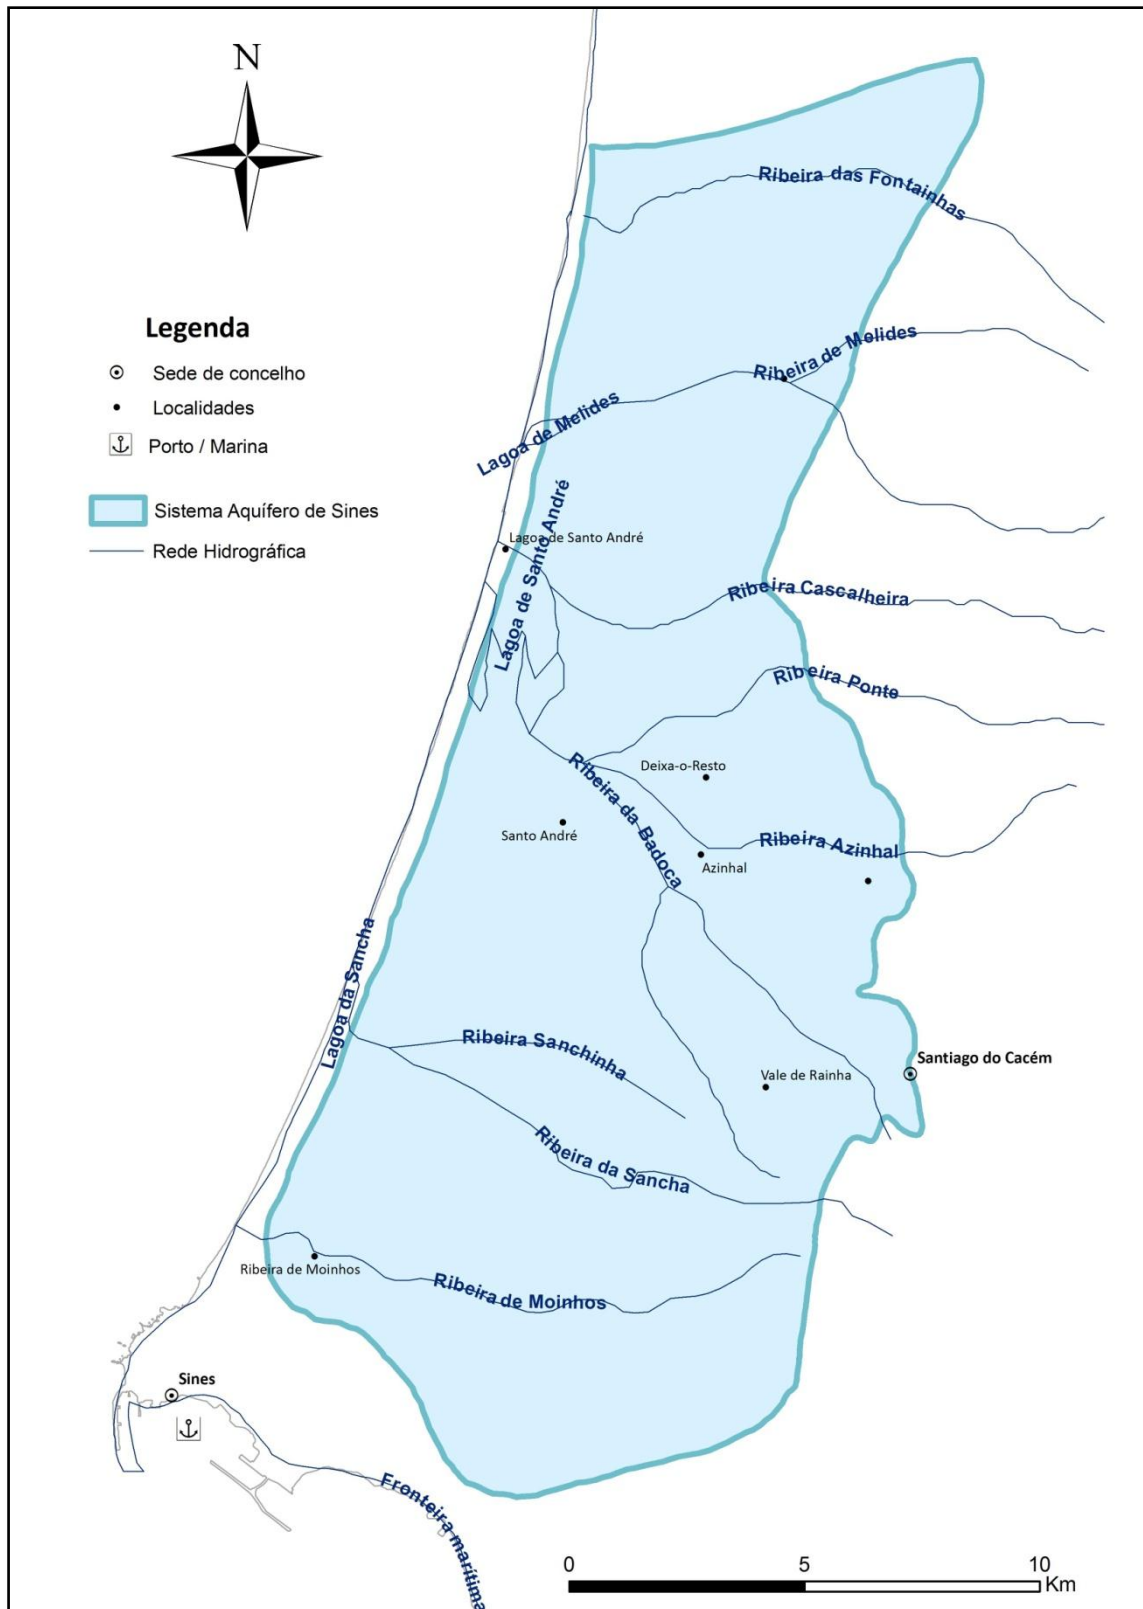 N
Ribeira das Fontainhas
Legenda
Sede de concelho
Localidades
Porto / Marina
Sistema Aquífero de Sines
Rede Hidrográfica
Ribeira de Melides
Lagoa de Melides
Lagoa de Santo André
Lagoa de Santo André
Ribeira Cascalheira
Ribeira Ponte
Deixa-o-Resto
Ribeira da Badoca
Santo André
Ribeira Azinhal
Azinhal
Lagoa da Sancha
Ribeira Sanchinha
Santiago do Cacém
Vale de Rainha
Ribeira da Sancha
Ribeira de Moinhos
Ribeira de Moinhos
Sines
Fronteira marítima
0 5 10
Km